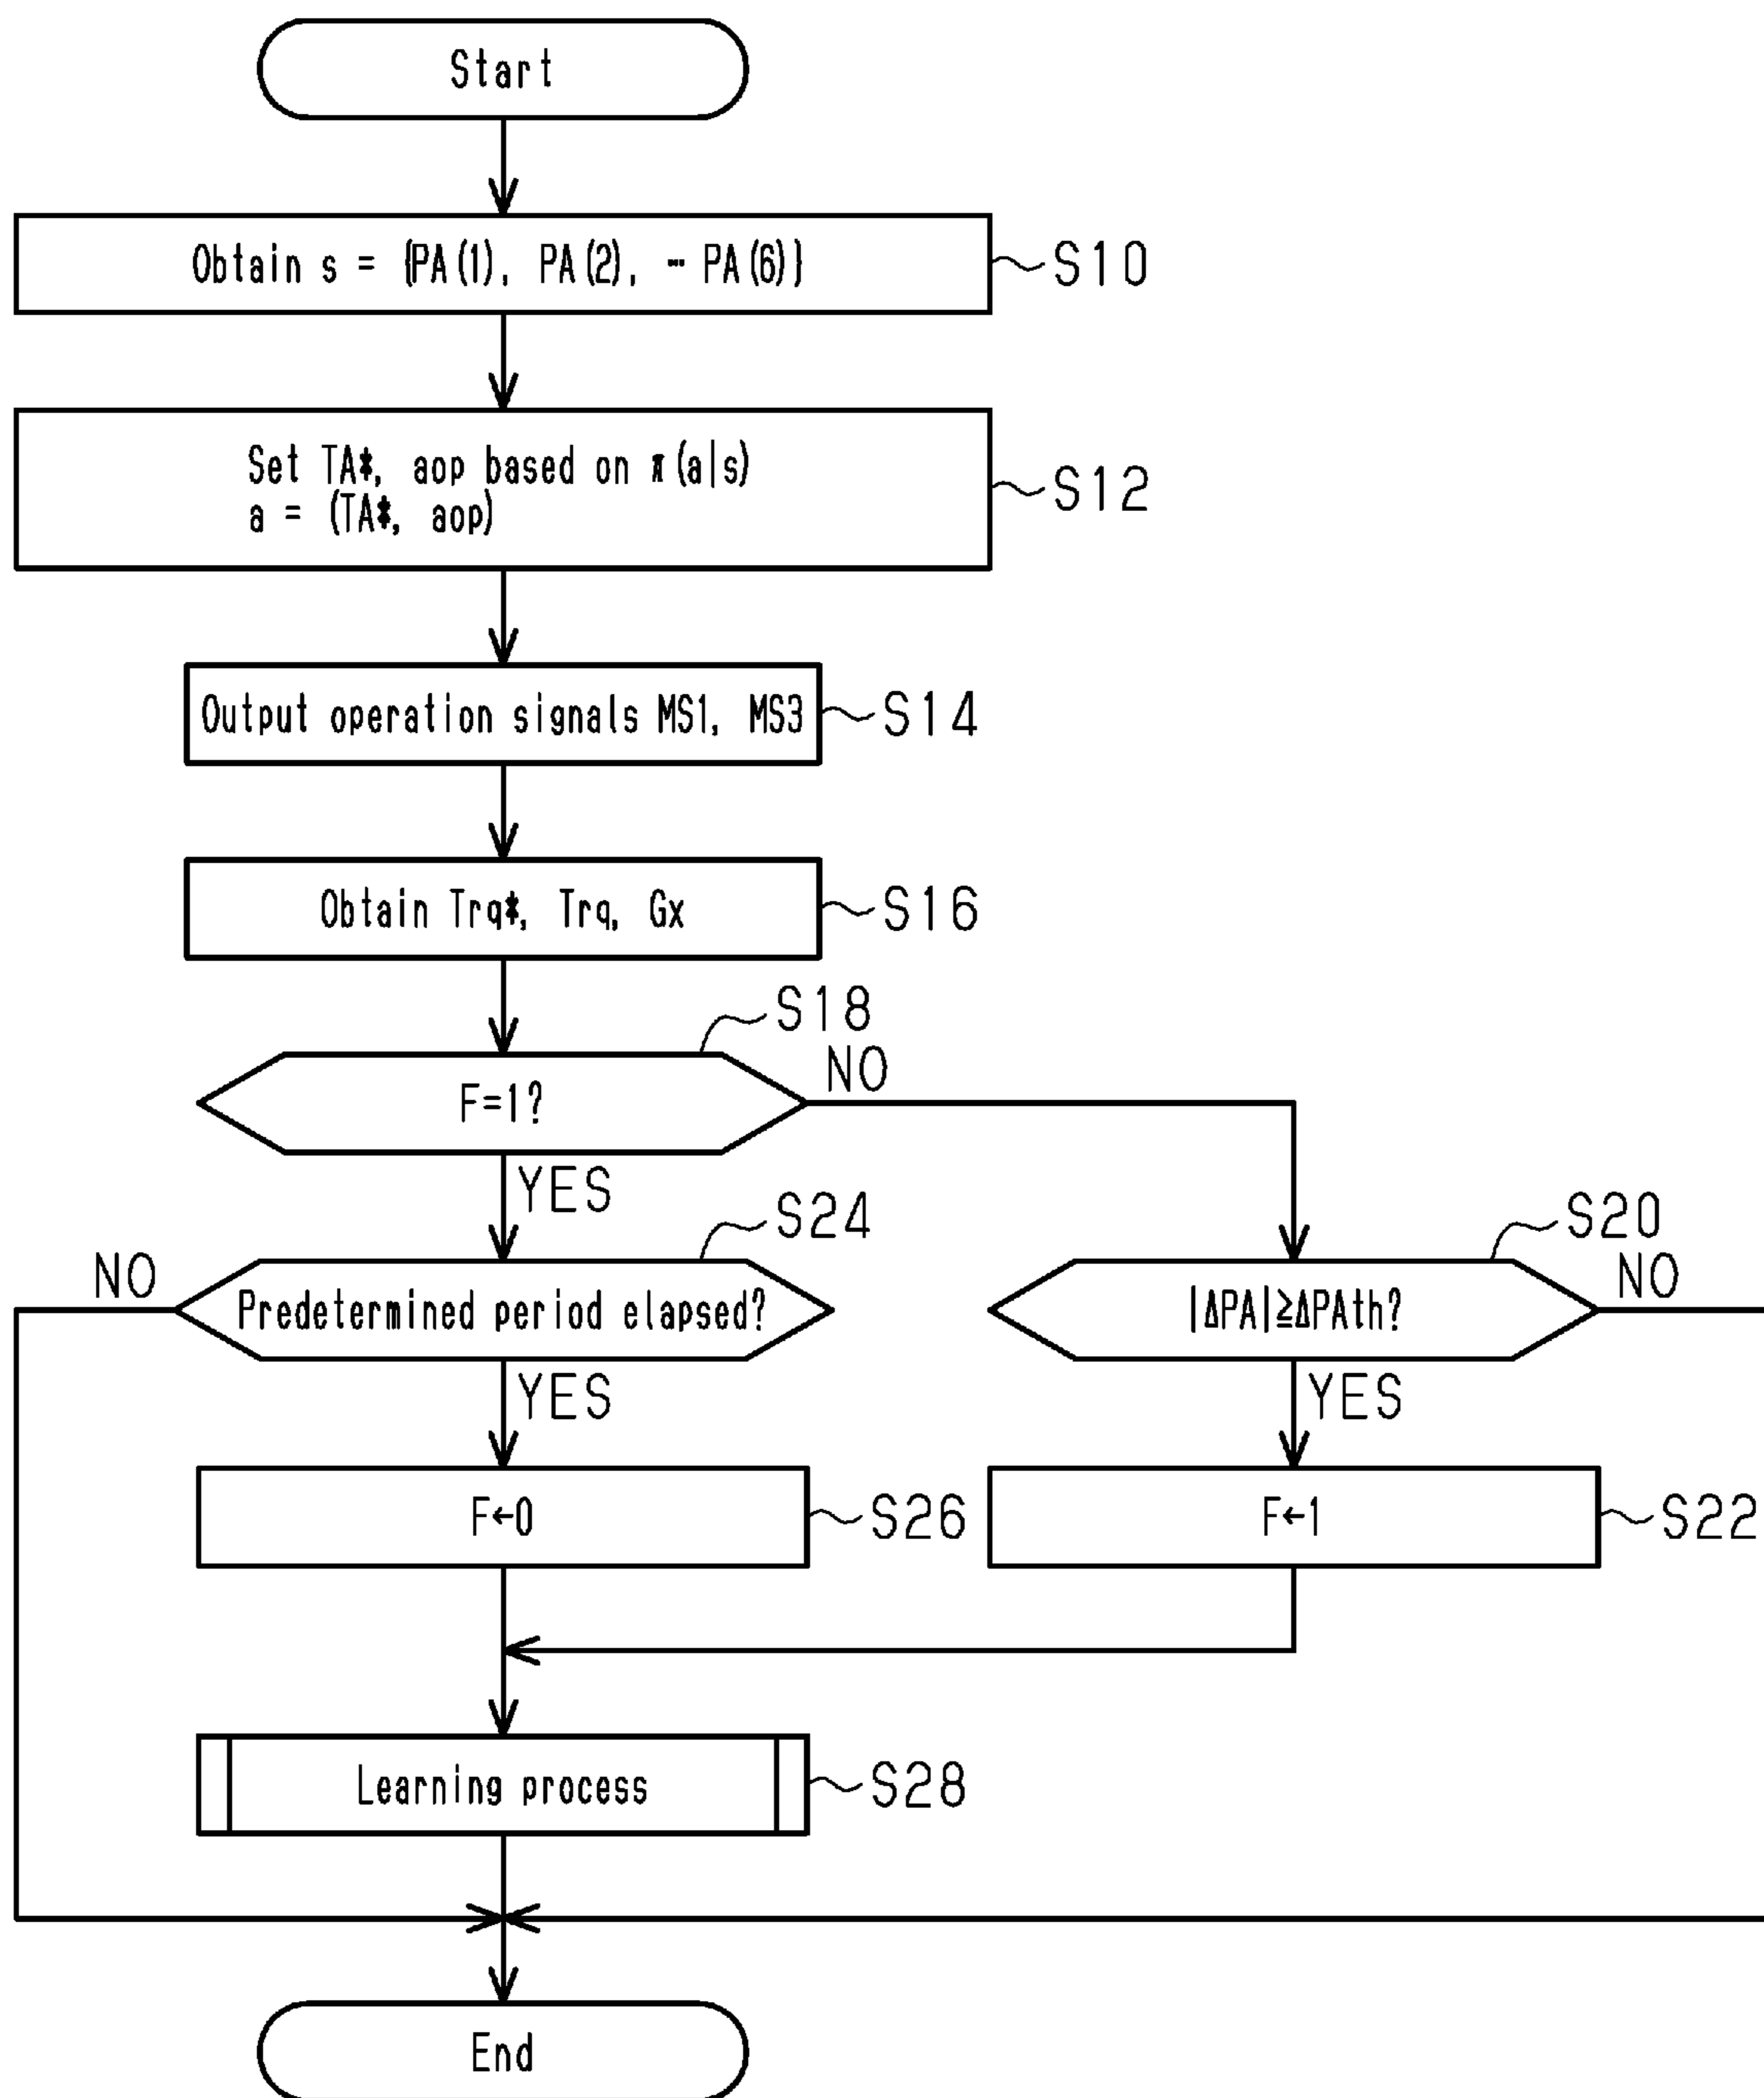 Start
Obtain s = {PA(1), PA(2), ⋯ PA(6)}
S10
Set TA*, aop based on π(a|s)
a = (TA*, aop)
S12
Output operation signals MS1, MS3
S14
Obtain Trq*, Trq, Gx
S16
S18
F=1?
NO
YES
S24
S20
NO
Predetermined period elapsed?
|ΔPA|≧ΔPAth?
NO
YES
YES
F←0
S26
F←1
S22
Learning process
S28
End